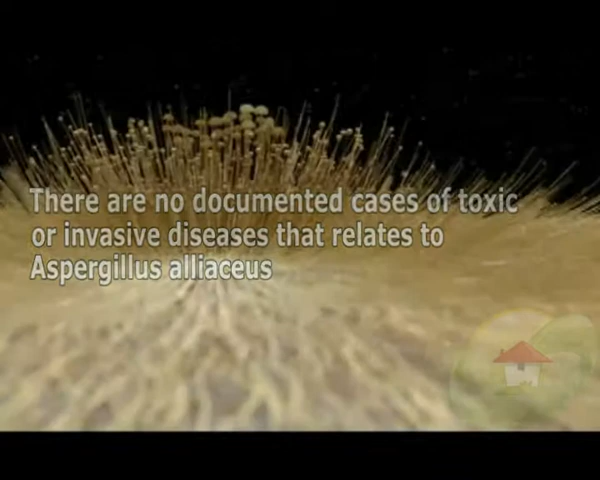 There are no documented cases of toxic
or invasive diseases that relates to
Aspergillus alliaceus